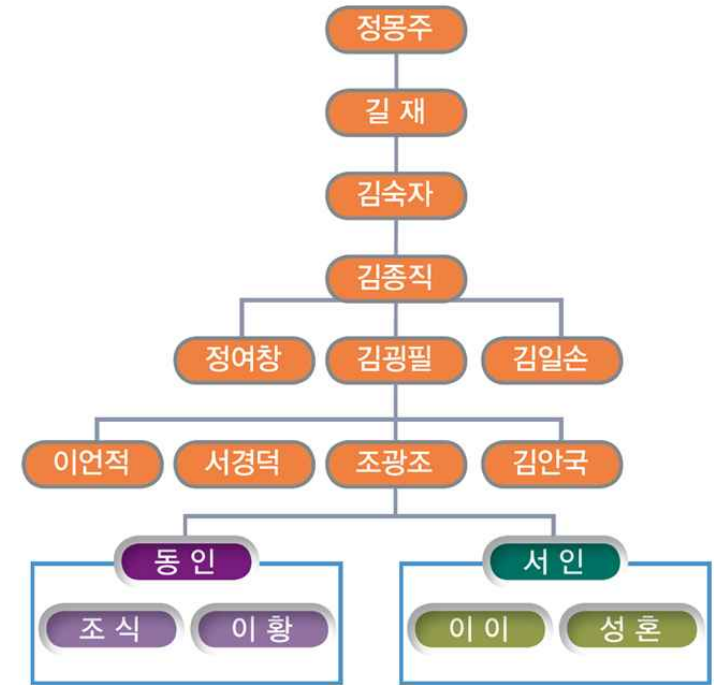 정몽주
길 재
김숙자
김종직
정여창 김굉필 김일손
이언적 서경덕 조광조 김안국
동 인 서 인
조 식 이 황 이 이 성 혼